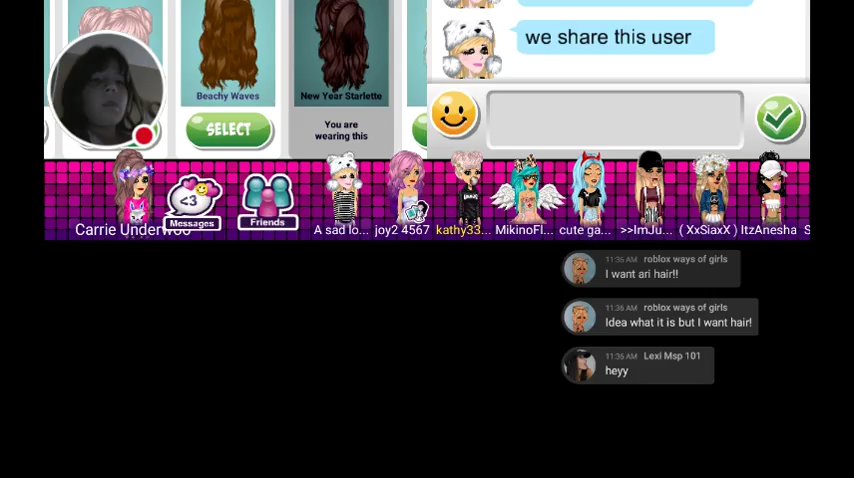 we share this user
Beachy Waves
New Year Starlette
SELECT
You are
wearing this
<3
Messages
Friends
Carrie Underwoo
A sad lo...
joy2 4567
kathy33...
MikinoFl...
cute ga...
>>ImJu...
( XxSiaxX )
ItzAnesha
S
11:36 AM roblox ways of girls
I want ari hair!!
11:36 AM roblox ways of girls
Idea what it is but I want hair!
11:36 AM Lexi Msp 101
heyy